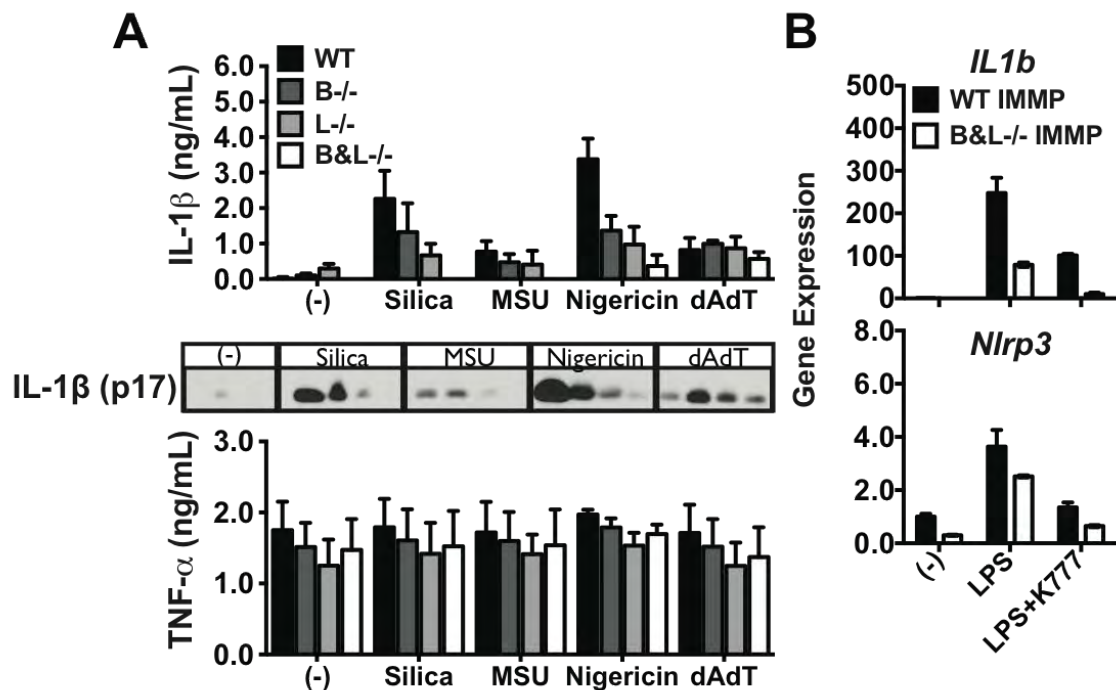 A
WT
B-/-
L-/-
B&L-/-
IL-1β (ng/mL)
6.0
5.0
4.0
3.0
2.0
1.0
0.0
(-) Silica MSU Nigericin dAdT
IL-1β (p17)
(-) Silica MSU Nigericin dAdT
TNF-α (ng/mL)
3.0
2.0
1.0
0.0
(-) Silica MSU Nigericin dAdT
B
IL1b
WT IMMP
B&L-/- IMMP
Gene Expression
500
400
300
200
100
0
Nlrp3
8.0
6.0
4.0
2.0
0.0
(-)
LPS
LPS+K777